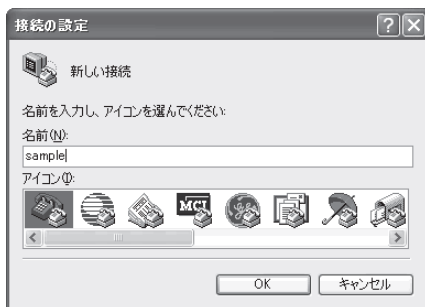 接続の設定
新しい接続
名前を入力し、アイコンを選んでください:
名前(N):
sample
アイコン(I):
MCI
OK
キャンセル